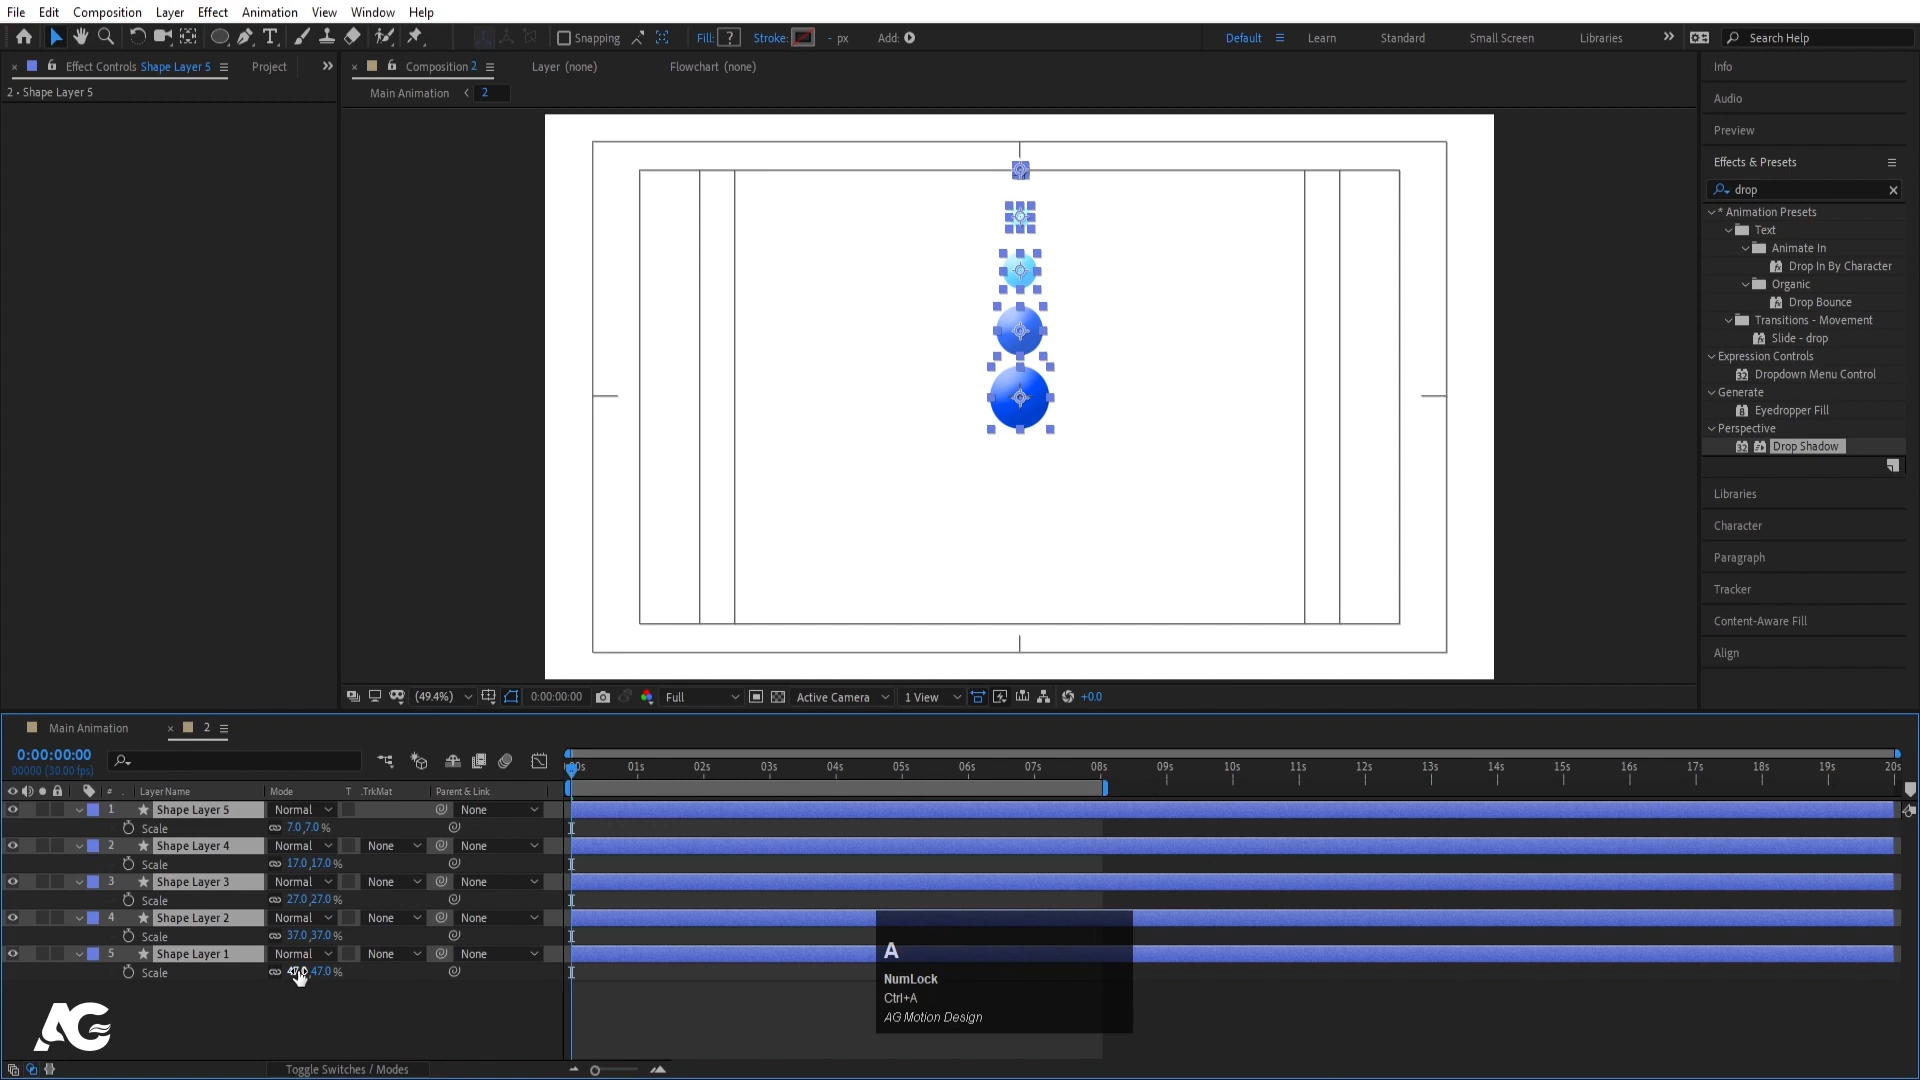 File Edit Composition Layer Effect Animation View Window Help
Snapping Fill: ? Stroke: - px Add: Default Learn Standard Small Screen Libraries Search Help
Effect Controls Shape Layer 5 Project Composition 2 Layer (none) Flowchart (none) Info
2 • Shape Layer 5 Main Animation 2
Audio
Preview
Effects & Presets
drop
* Animation Presets
Text
Animate In
Drop In By Character
Organic
Drop Bounce
Transitions - Movement
Slide - drop
Expression Controls
Dropdown Menu Control
Generate
Eyedropper Fill
Perspective
Drop Shadow
Libraries
Character
Paragraph
Tracker
Content-Aware Fill
Align
(49.4%) 0:00:00:00 Full Active Camera 1 View +0.0
Main Animation 2
0:00:00:00
00000 (30.00 fps)
00s 01s 02s 03s 04s 05s 06s 07s 08s 09s 10s 11s 12s 13s 14s 15s 16s 17s 18s 19s 20s
# Layer Name Mode T .TrkMat Parent & Link
1 Shape Layer 5 Normal None
Scale 7.0,7.0 %
2 Shape Layer 4 Normal None None
Scale 17.0,17.0 %
3 Shape Layer 3 Normal None None
Scale 27.0,27.0 %
4 Shape Layer 2 Normal None None
Scale 37.0,37.0 %
5 Shape Layer 1 Normal None None
Scale 47.0 %
A
NumLock
Ctrl+A
AG Motion Design
AG
Toggle Switches / Modes